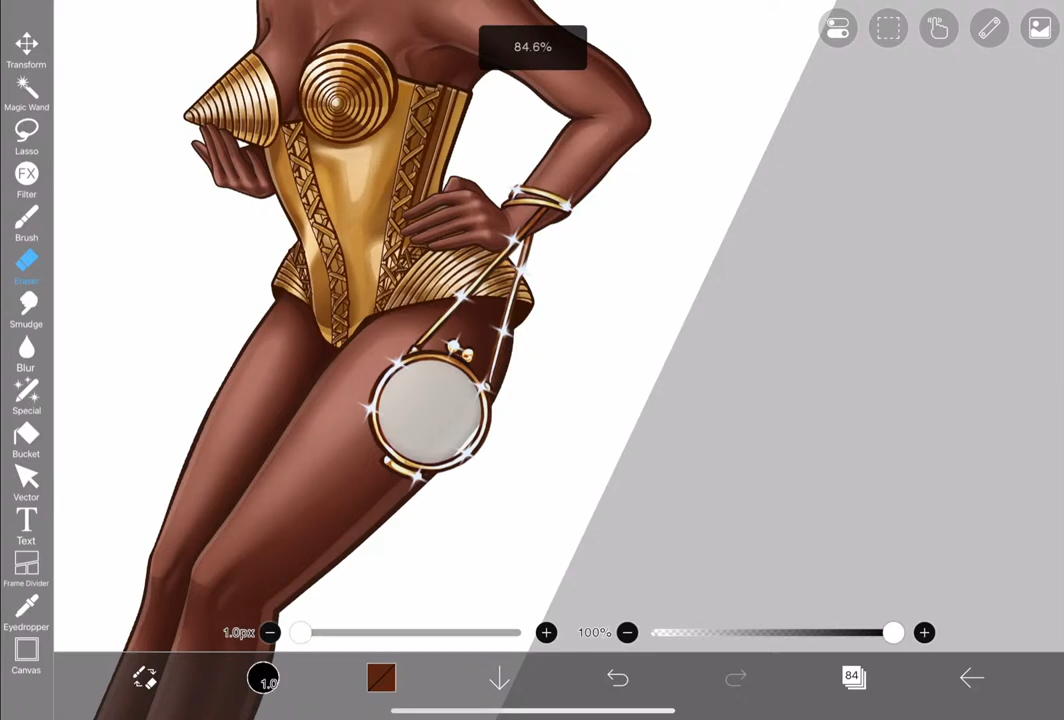 84.6%
Transform
Magic Wand
Lasso
FX
Filter
Brush
Eraser
Smudge
Blur
Special
Bucket
Vector
T
Text
Frame Divider
Eyedropper
Canvas
1.0px
100%
1.0
84